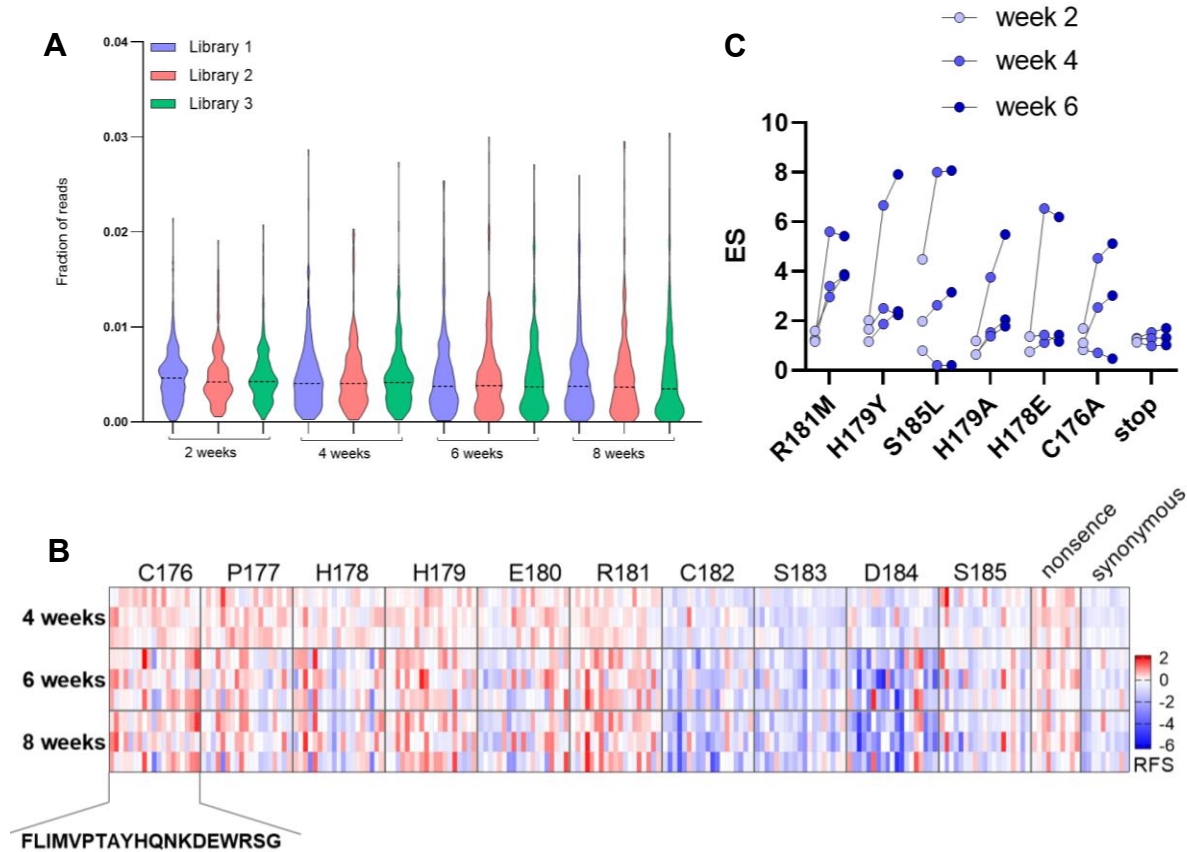 A
0.04
0.03
0.02
0.01
0.00
Fraction of reads
Library 1
Library 2
Library 3
2 weeks
4 weeks
6 weeks
8 weeks
C
week 2
week 4
week 6
10
8
6
4
2
0
ES
R181M
H179Y
S185L
H179A
H178E
C176A
stop
B
C176 P177 H178 H179 E180 R181 C182 S183 D184 S185 nonsence synonymous
4 weeks
6 weeks
8 weeks
2
0
-2
-4
-6
RFS
FLIMVPTAYHQNKDEWRSG